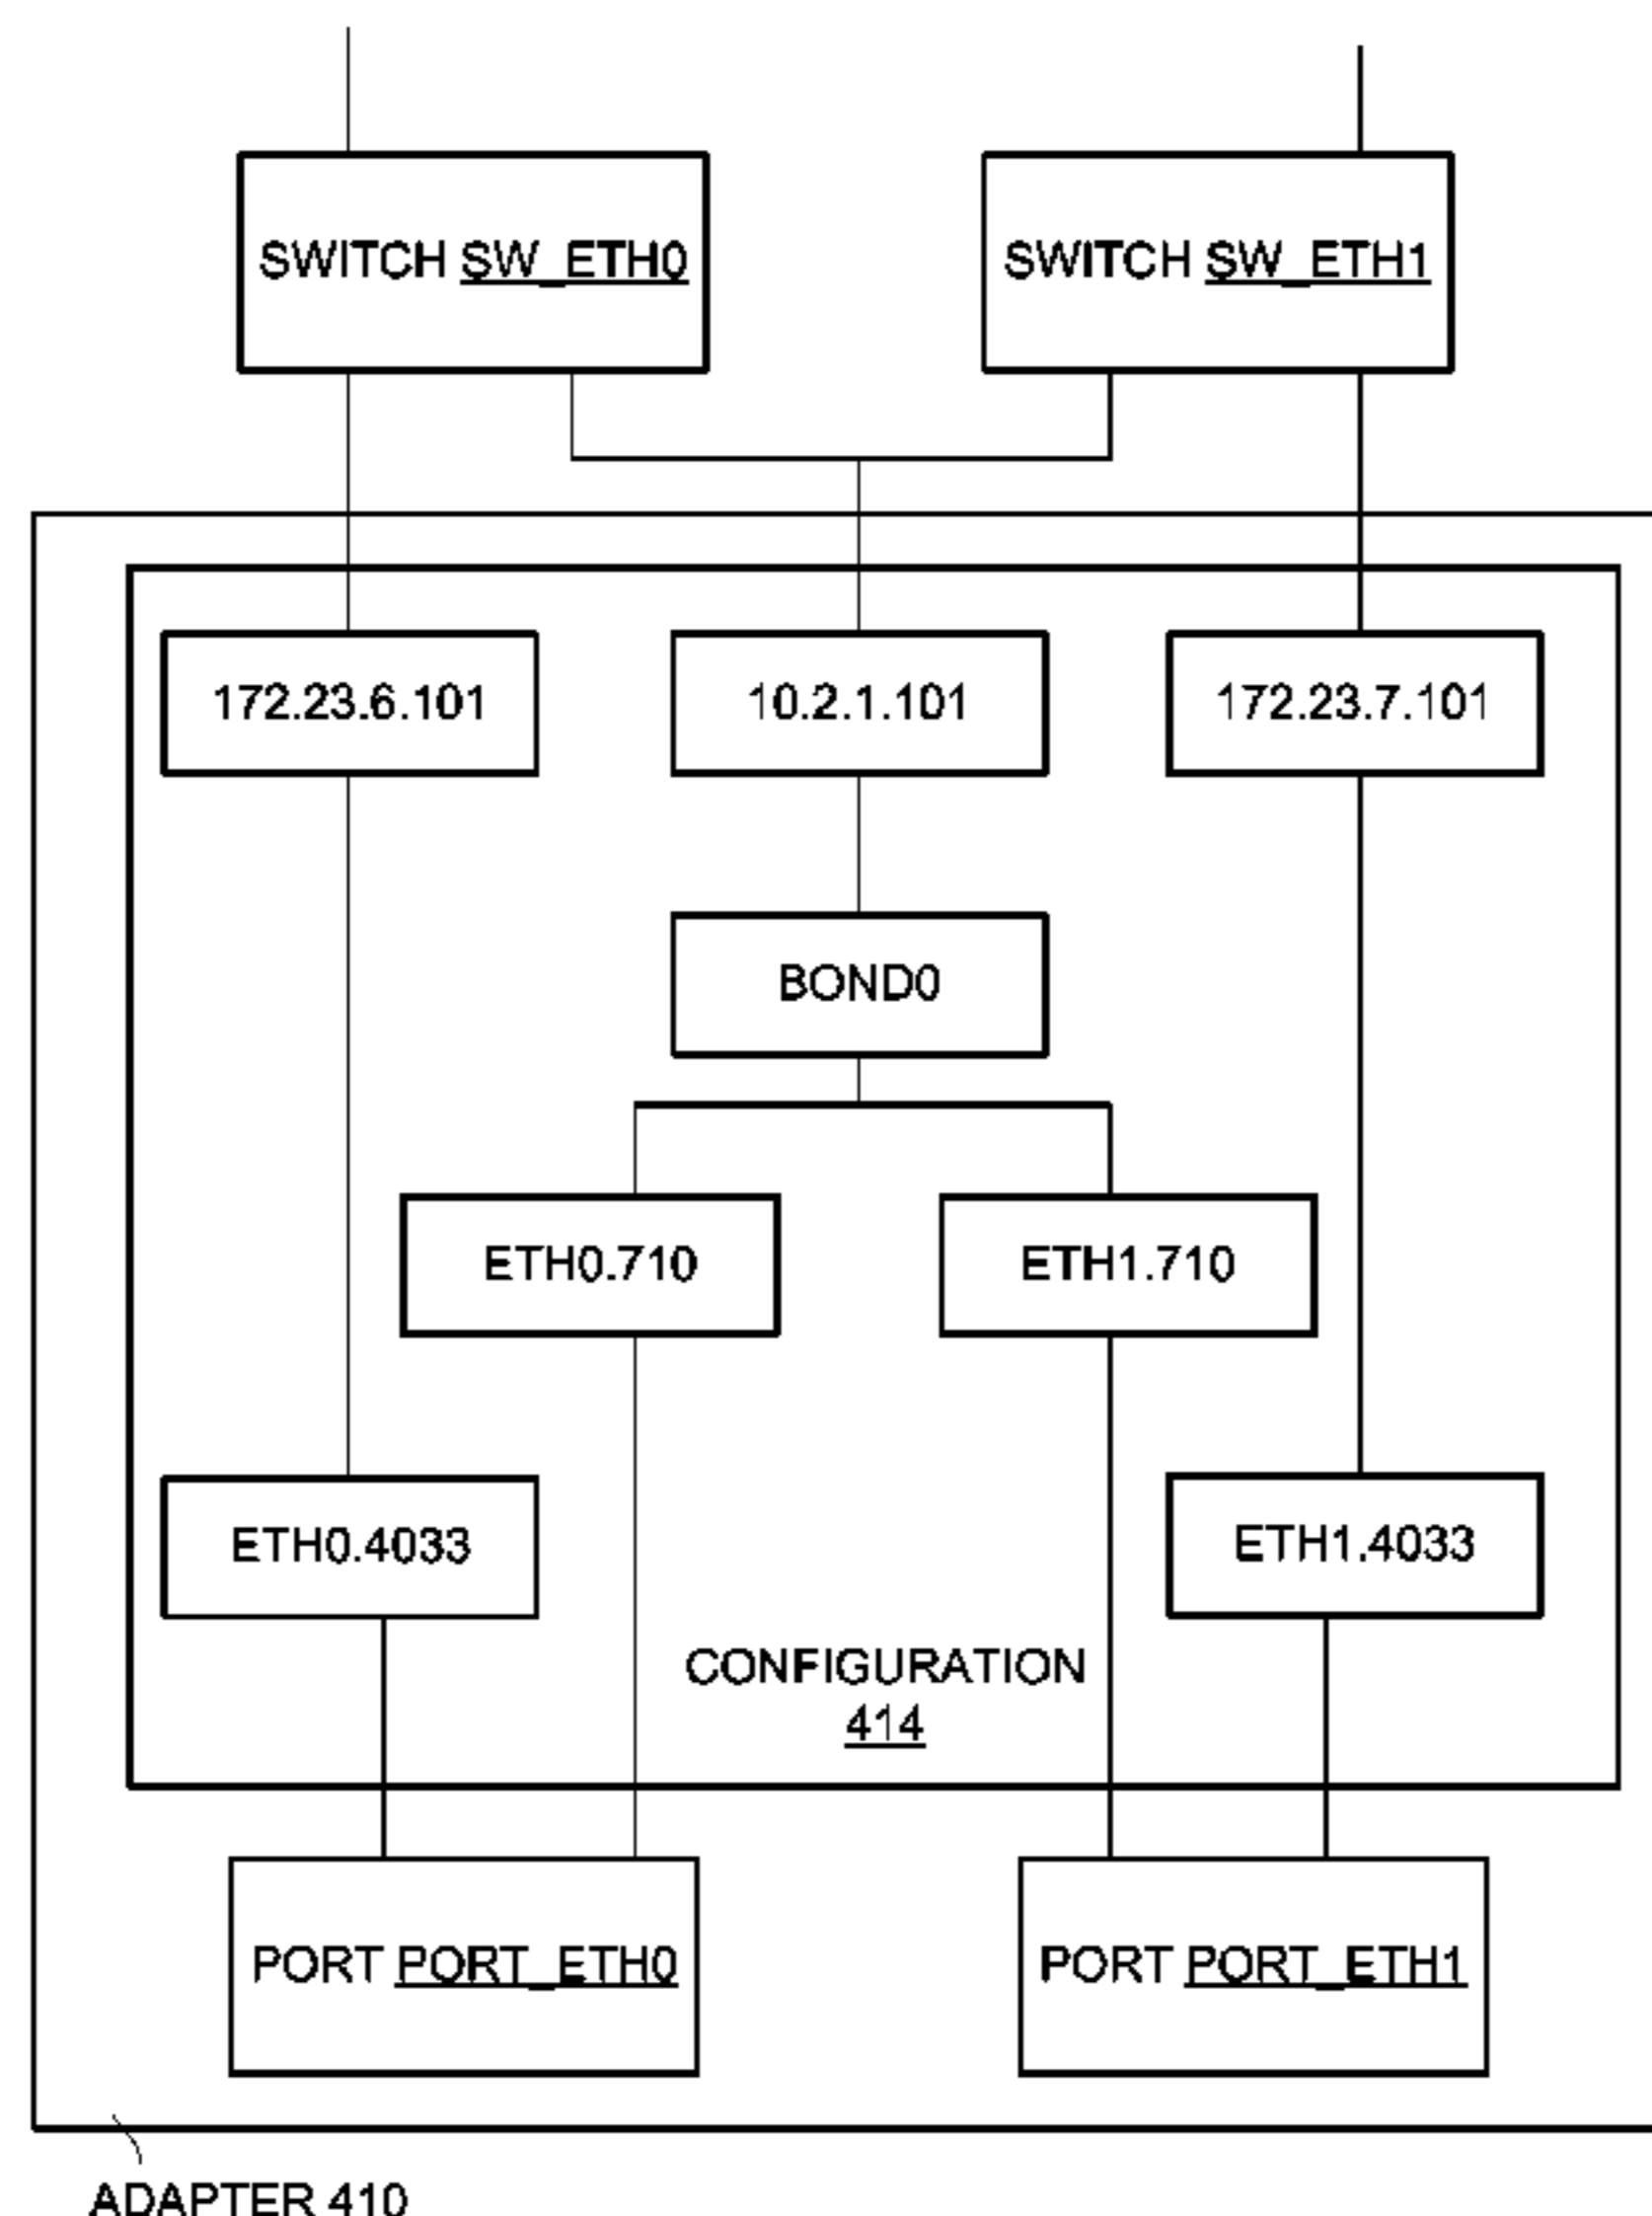 SWITCH SW_ETH0
SWITCH SW_ETH1
172.23.6.101
10.2.1.101
172.23.7.101
BOND0
ETH0.710
ETH1.710
ETH0.4033
ETH1.4033
CONFIGURATION
414
PORT PORT_ETH0
PORT PORT_ETH1
ADAPTER 410